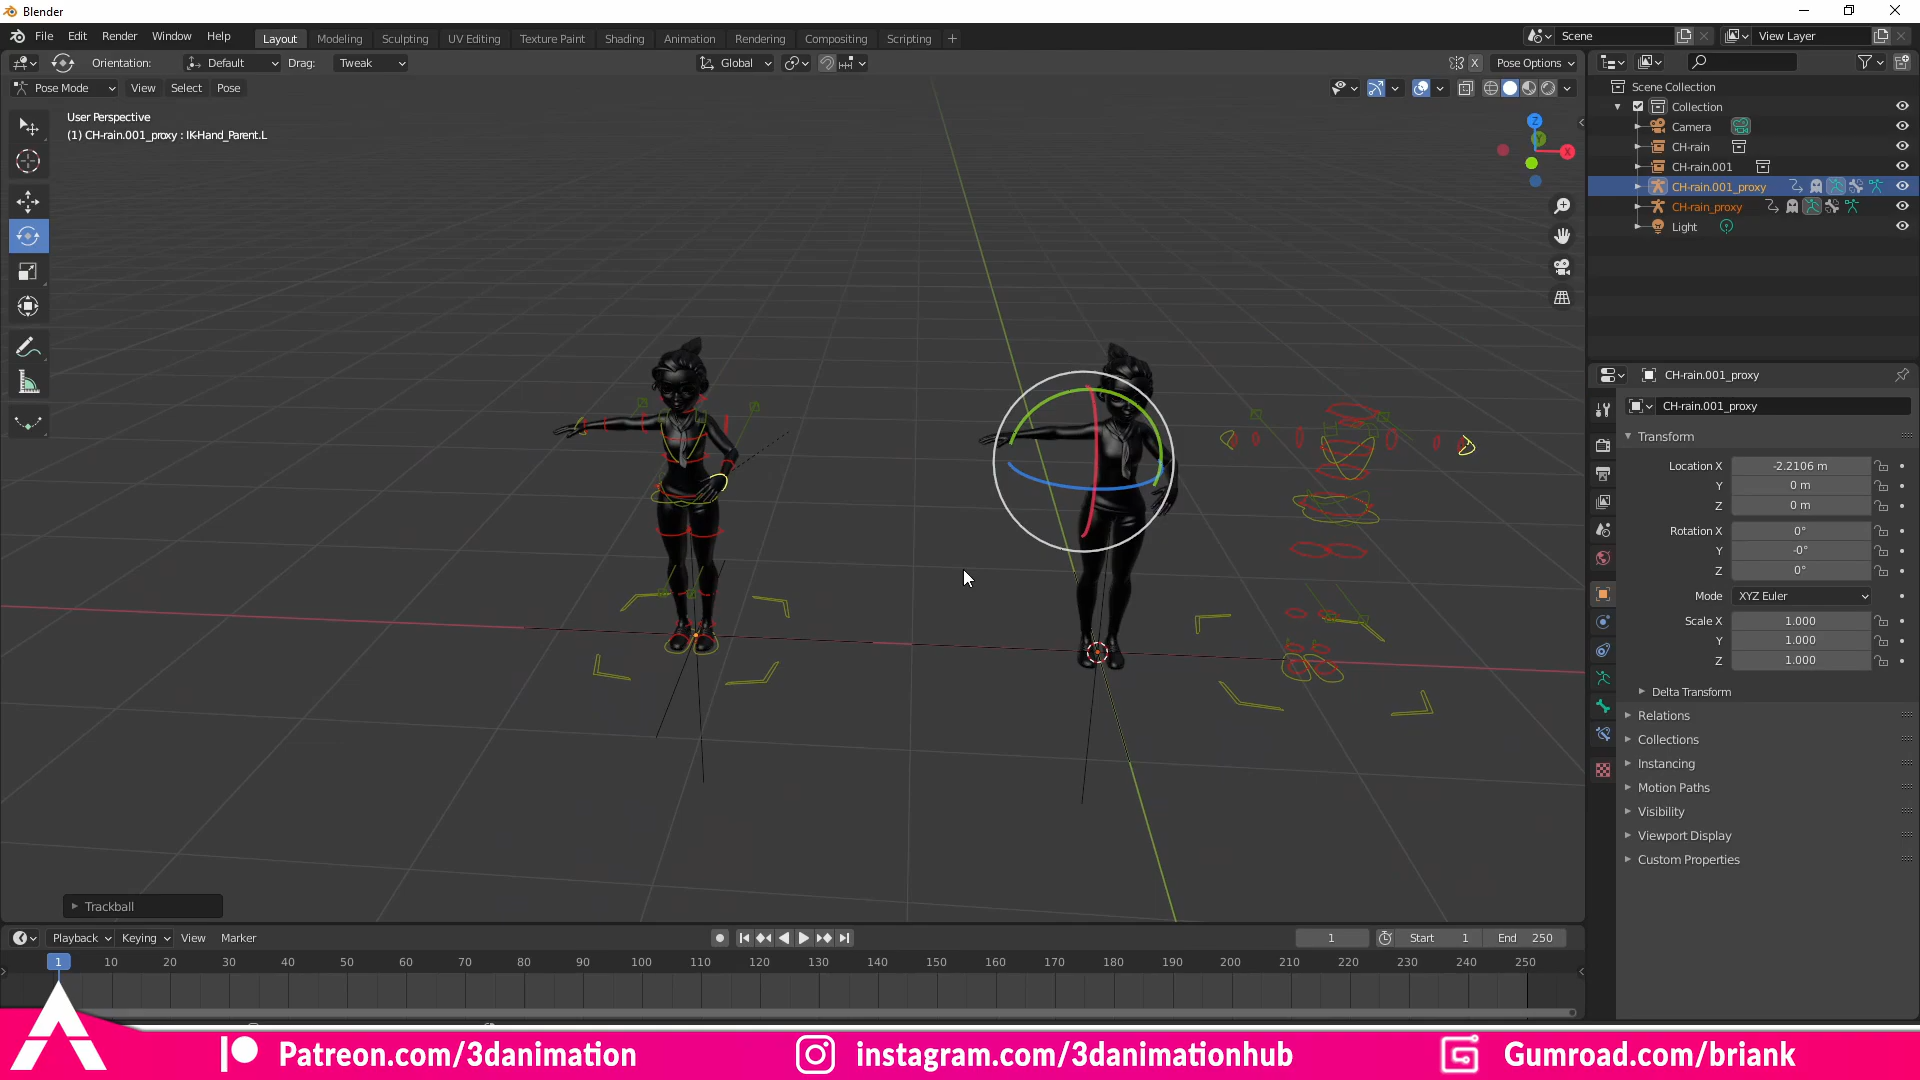 Blender
File Edit Render Window Help
Layout Modeling Sculpting UV Editing Texture Paint Shading Animation Rendering Compositing Scripting +
Scene
View Layer
Orientation: Default Drag: Tweak
Global
X Pose Options
Pose Mode View Select Pose
User Perspective
(1) CH-rain.001_proxy : IK-Hand_Parent.L
Z
Y
X
Scene Collection
Collection
Camera
CH-rain
CH-rain.001
CH-rain.001_proxy
CH-rain_proxy
Light
CH-rain.001_proxy
CH-rain.001_proxy
Transform
Location X -2.2106 m
Y 0 m
Z 0 m
Rotation X 0°
Y -0°
Z 0°
Mode XYZ Euler
Scale X 1.000
Y 1.000
Z 1.000
Delta Transform
Relations
Collections
Instancing
Motion Paths
Visibility
Viewport Display
Custom Properties
Trackball
Playback Keying View Marker
1 Start 1 End 250
1 10 20 30 40 50 60 70 80 90 100 110 120 130 140 150 160 170 180 190 200 210 220 230 240 250
Patreon.com/3danimation instagram.com/3danimationhub Gumroad.com/briank